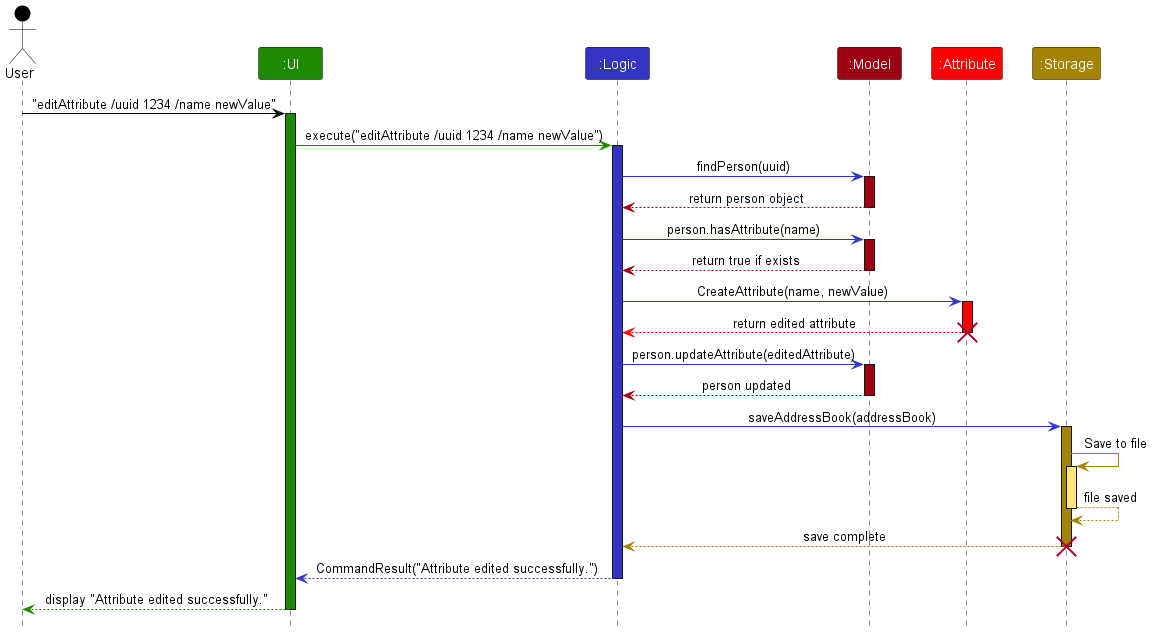 User
:UI
:Logic
:Model
:Attribute
:Storage
"editAttribute /uuid 1234 /name newValue"
execute("editAttribute /uuid 1234 /name newValue")
findPerson(uuid)
return person object
person.hasAttribute(name)
return true if exists
CreateAttribute(name, newValue)
return edited attribute
person.updateAttribute(editedAttribute)
person updated
saveAddressBook(addressBook)
Save to file
file saved
save complete
CommandResult("Attribute edited successfully.")
display "Attribute edited successfully."